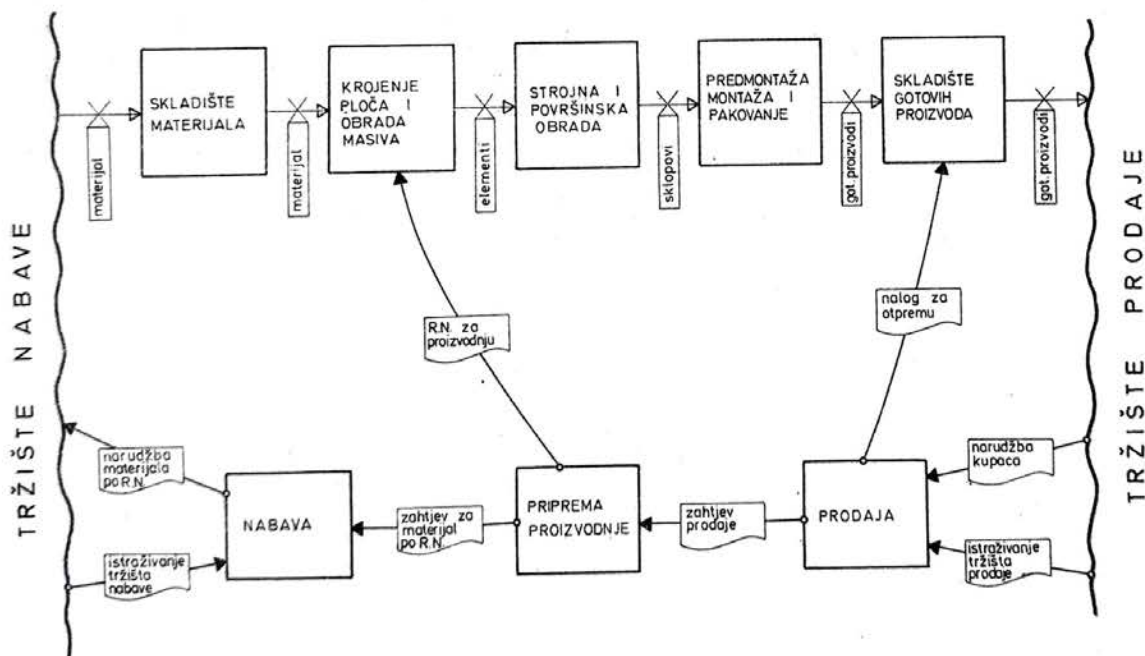 SKLADIŠTE
MATERIJALA
KROJENJE
PLOČA I
OBRADA
MASIVA
STROJNA I
POVRŠINSKA
OBRADA
PREDMONTAŽA
MONTAŽA I
PAKOVANJE
SKLADIŠTE
GOTOVIH
PROIZVODA
materijal
materijal
elementi
sklopovi
got.proizvodi
got.proizvodi
TRŽIŠTE NABAVE
TRŽIŠTE PRODAJE
R.N. za
proizvodnju
nalog za
otpremu
narudžba
materijala
po R.N.
NABAVA
zahtjev za
materijal
po R.N.
PRIPREMA
PROIZVODNJE
zahtjev
prodaje
PRODAJA
narudžba
kupaca
istraživanje
tržišta
nabave
istraživanje
tržišta
prodaje